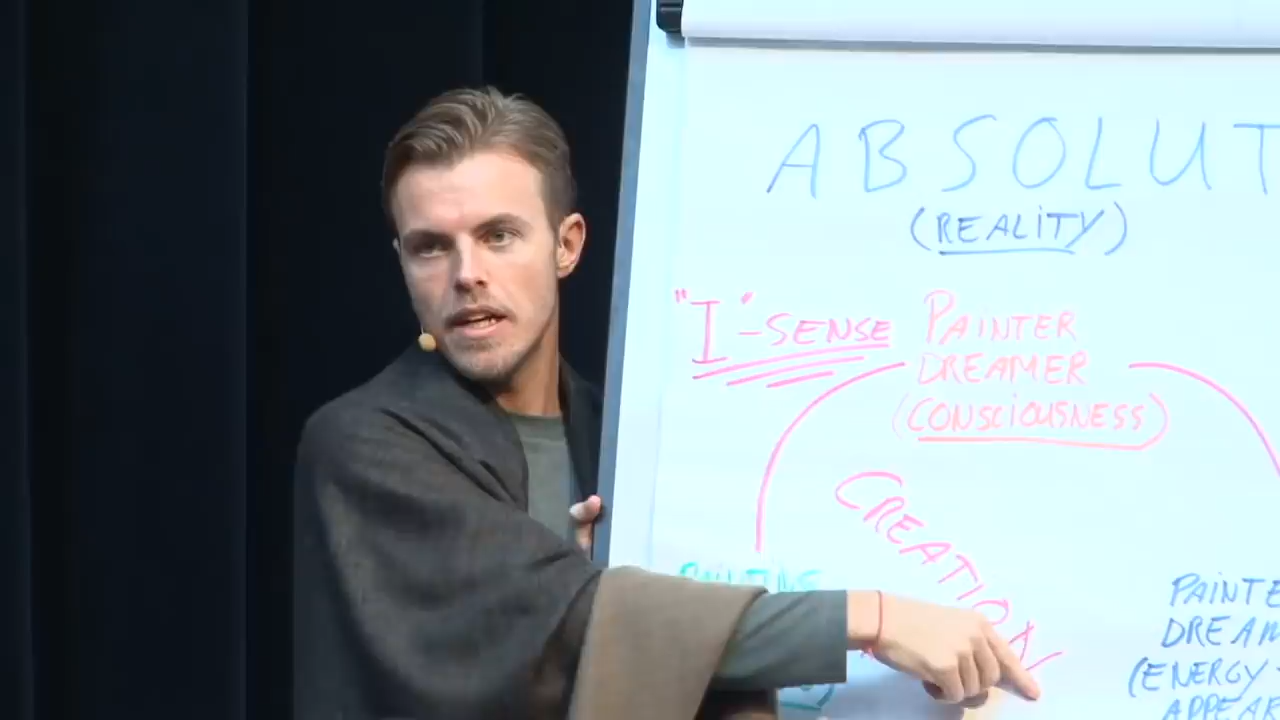 ABSOLUT
(REALITY)
"I"-SENSE PAINTER
DREAMER
(CONSCIOUSNESS)
CREATION
PAINTE
DREAM
(ENERGY-
APPEAR